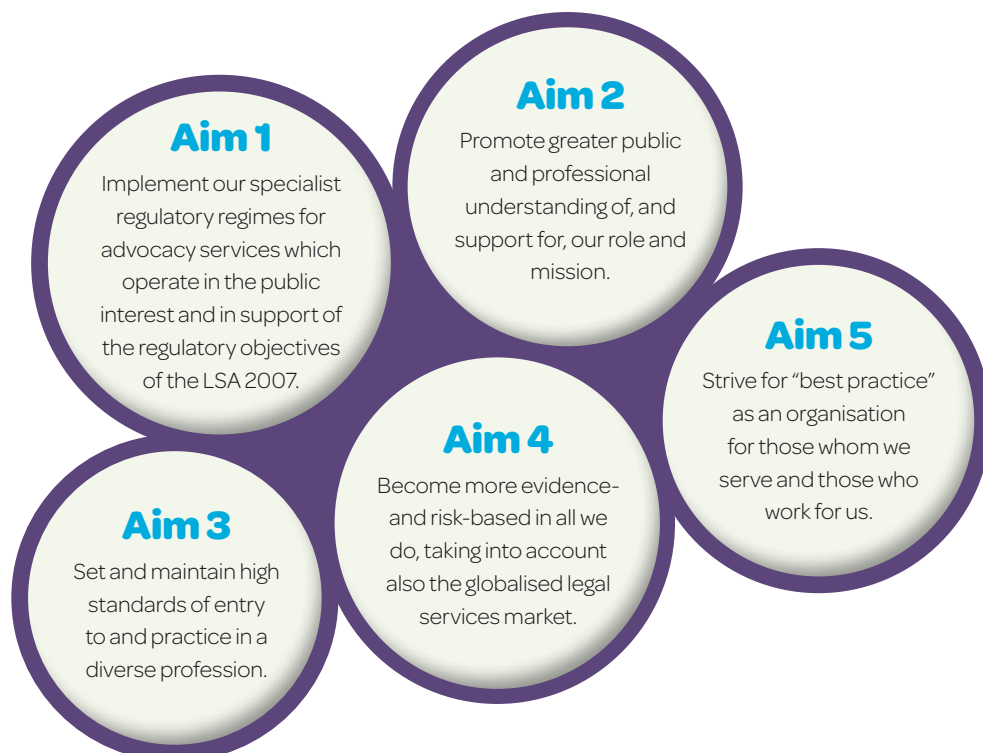 Aim 1
Implement our specialist
regulatory regimes for
advocacy services which
operate in the public
interest and in support of
the regulatory objectives
of the LSA 2007.
Aim 2
Promote greater public
and professional
understanding of, and
support for, our role and
mission.
Aim 3
Set and maintain high
standards of entry
to and practice in a
diverse profession.
Aim 4
Become more evidence-
and risk-based in all we
do, taking into account
also the globalised legal
services market.
Aim 5
Strive for “best practice”
as an organisation
for those whom we
serve and those who
work for us.